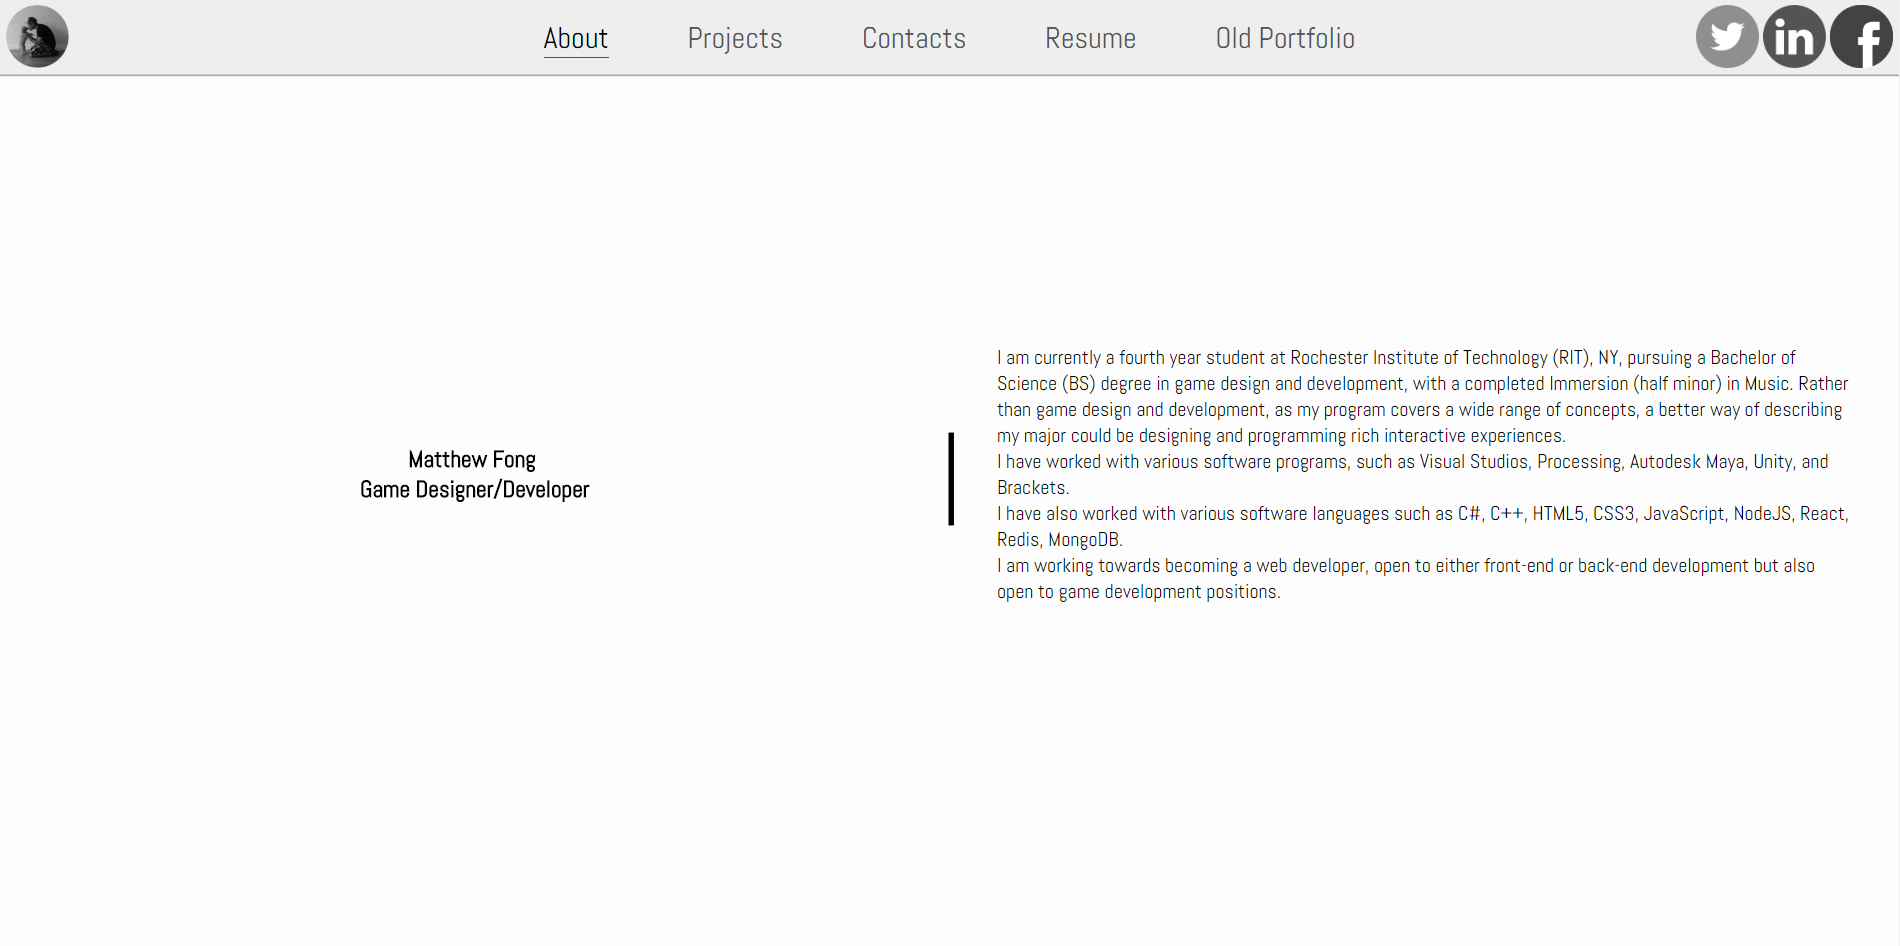 About
Projects
Contacts
Resume
Old Portfolio
in
f
Matthew Fong
Game Designer/Developer
I am currently a fourth year student at Rochester Institute of Technology (RIT), NY, pursuing a Bachelor of
Science (BS) degree in game design and development, with a completed Immersion (half minor) in Music. Rather
than game design and development, as my program covers a wide range of concepts, a better way of describing
my major could be designing and programming rich interactive experiences.
I have worked with various software programs, such as Visual Studios, Processing, Autodesk Maya, Unity, and
Brackets.
I have also worked with various software languages such as C#, C++, HTML5, CSS3, JavaScript, NodeJS, React,
Redis, MongoDB.
I am working towards becoming a web developer, open to either front-end or back-end development but also
open to game development positions.